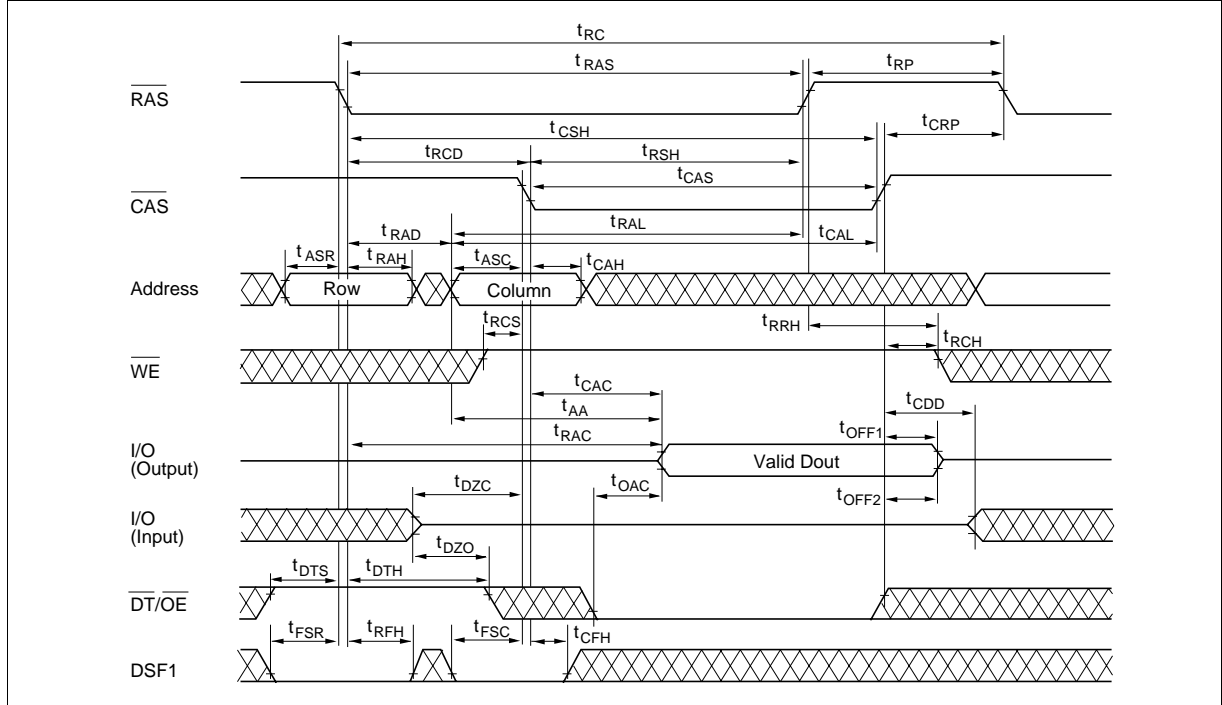 tRC
tRAS
tRP
RAS
tCSH
tCRP
tRCD
tRSH
tCAS
CAS
tRAL
tRAD
tCAL
tASR
tRAH
tASC
tCAH
Address
Row
Column
tRCS
tRRH
tRCH
WE
tCAC
tCDD
tAA
tRAC
tOFF1
I/O
(Output)
Valid Dout
tDZC
tOAC
tOFF2
I/O
(Input)
tDZO
tDTS
tDTH
DT/OE
tFSR
tRFH
tFSC
tCFH
DSF1